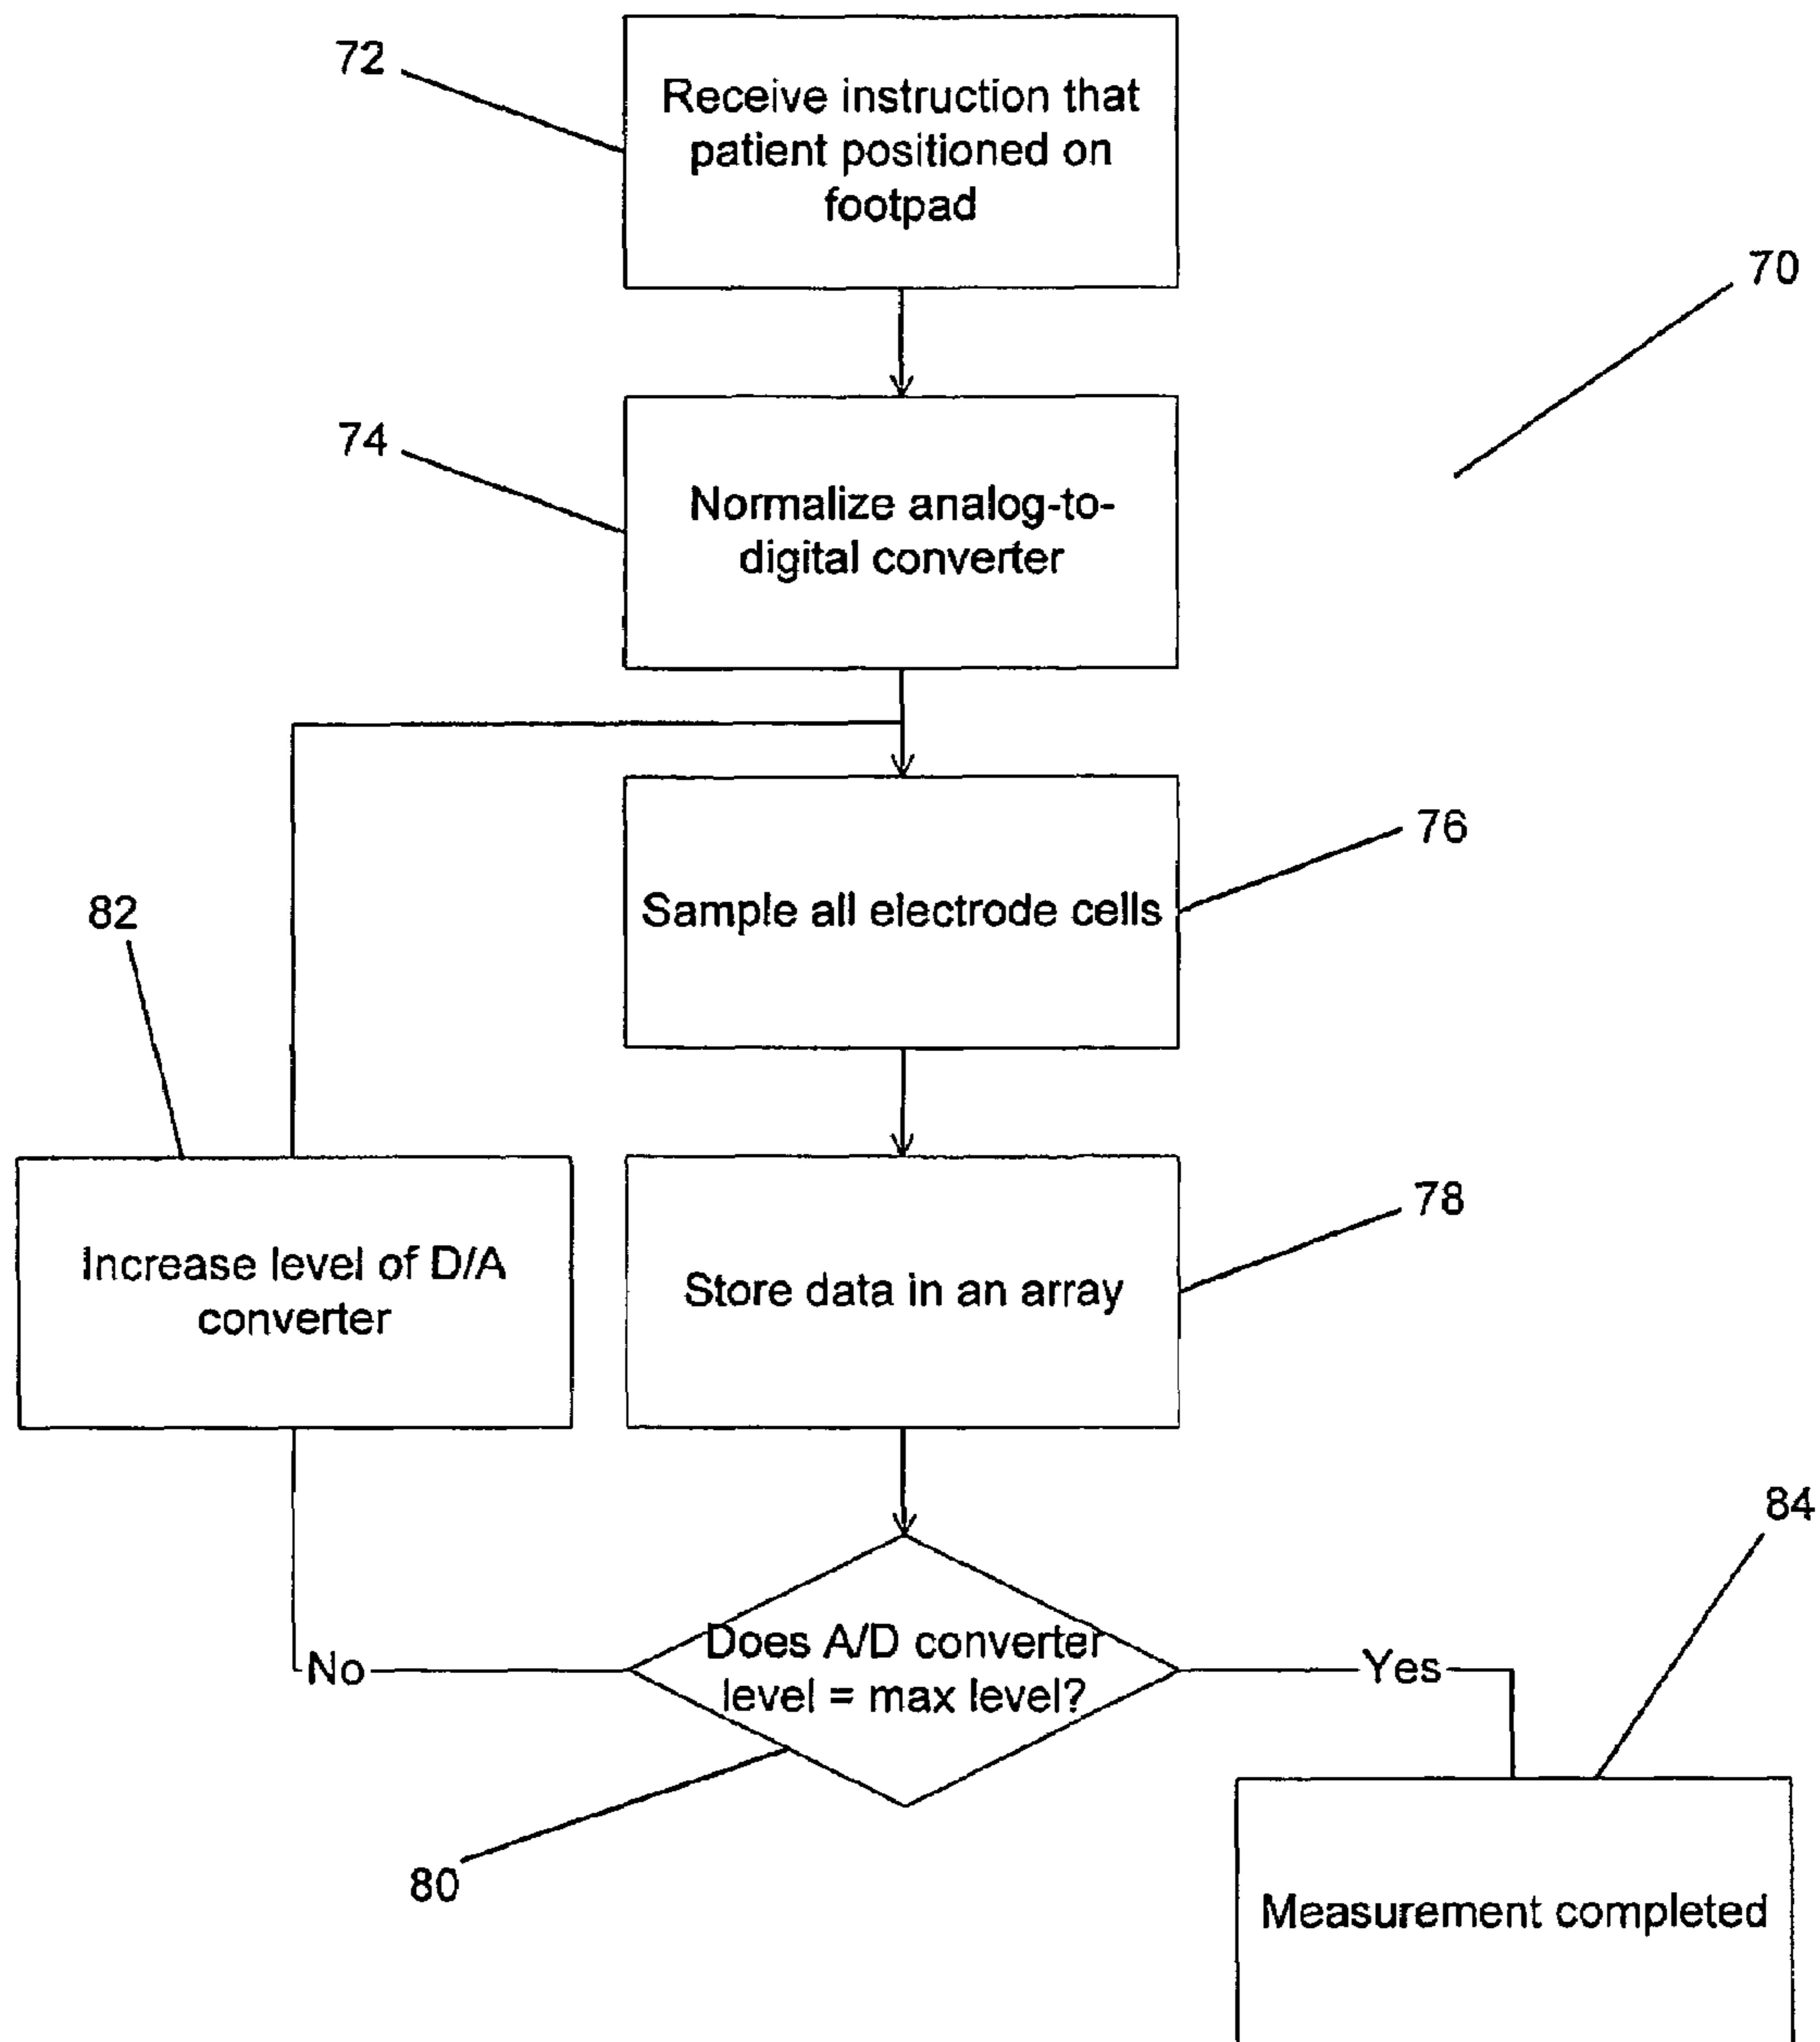 72
Receive instruction that
patient positioned on
footpad
70
74
Normalize analog-to-
digital converter
76
Sample all electrode cells
82
78
Increase level of D/A
converter
Store data in an array
84
Does A/D converter
level = max level?
No
Yes
80
Measurement completed